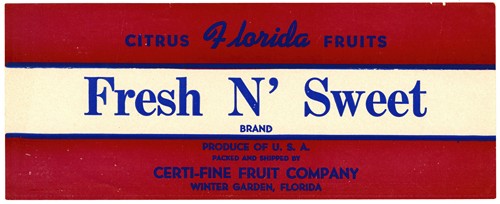 CITRUS Florida FRUITS
Fresh N' Sweet
BRAND
PRODUCE OF U. S. A.
PACKED AND SHIPPED BY
CERTI-FINE FRUIT COMPANY
WINTER GARDEN, FLORIDA